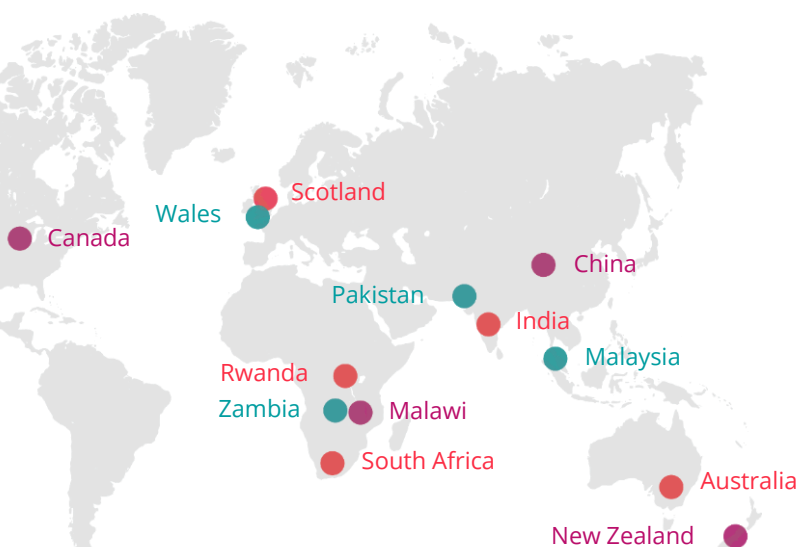 Scotland
Wales
Canada
China
Pakistan
India
Malaysia
Rwanda
Zambia
Malawi
South Africa
Australia
New Zealand